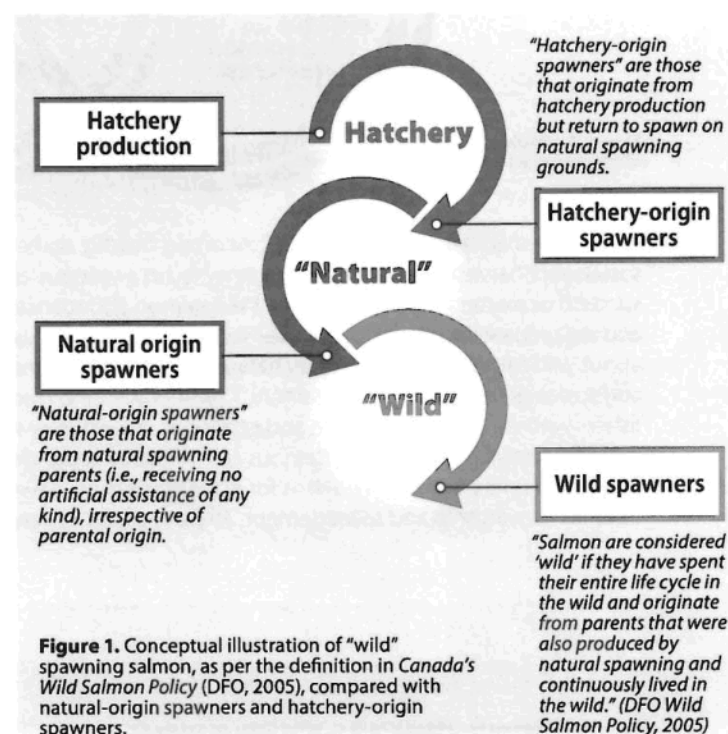 "Hatchery-origin
spawners" are those
that originate from
hatchery production
but return to spawn on
natural spawning
grounds.
Hatchery
production
Hatchery
Hatchery-origin
spawners
"Natural"
Natural origin
spawners
"Natural-origin spawners"
are those that originate
from natural spawning
parents (i.e., receiving no
artificial assistance of any
kind), irrespective of
parental origin.
"Wild"
Wild spawners
"Salmon are considered
'wild' if they have spent
their entire life cycle in
the wild and originate
from parents that were
also produced by
natural spawning and
continuously lived in
the wild." (DFO Wild
Salmon Policy, 2005)
Figure 1. Conceptual illustration of "wild"
spawning salmon, as per the definition in Canada's
Wild Salmon Policy (DFO, 2005), compared with
natural-origin spawners and hatchery-origin
spawners.